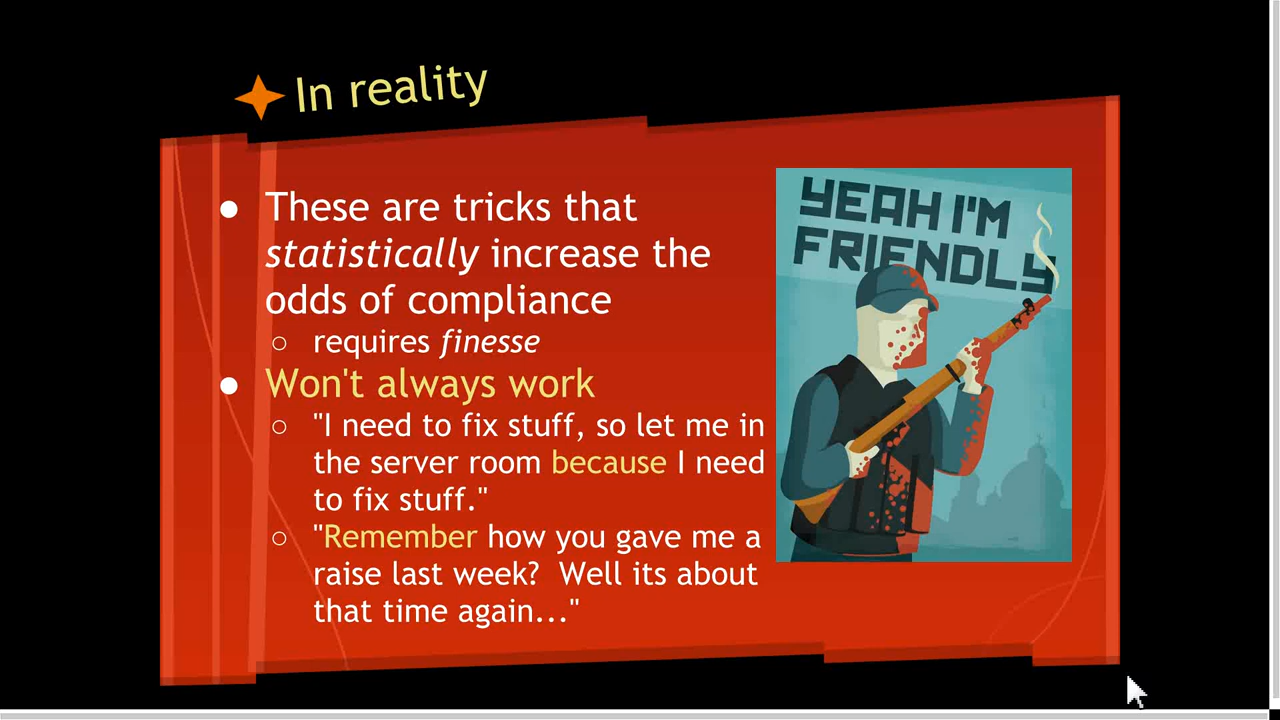 In reality
● These are tricks that
statistically increase the
odds of compliance
○ requires finesse
● Won't always work
○ "I need to fix stuff, so let me in
the server room because I need
to fix stuff."
○ "Remember how you gave me a
raise last week?  Well its about
that time again..."
YEAH I'M
FRIENDLY